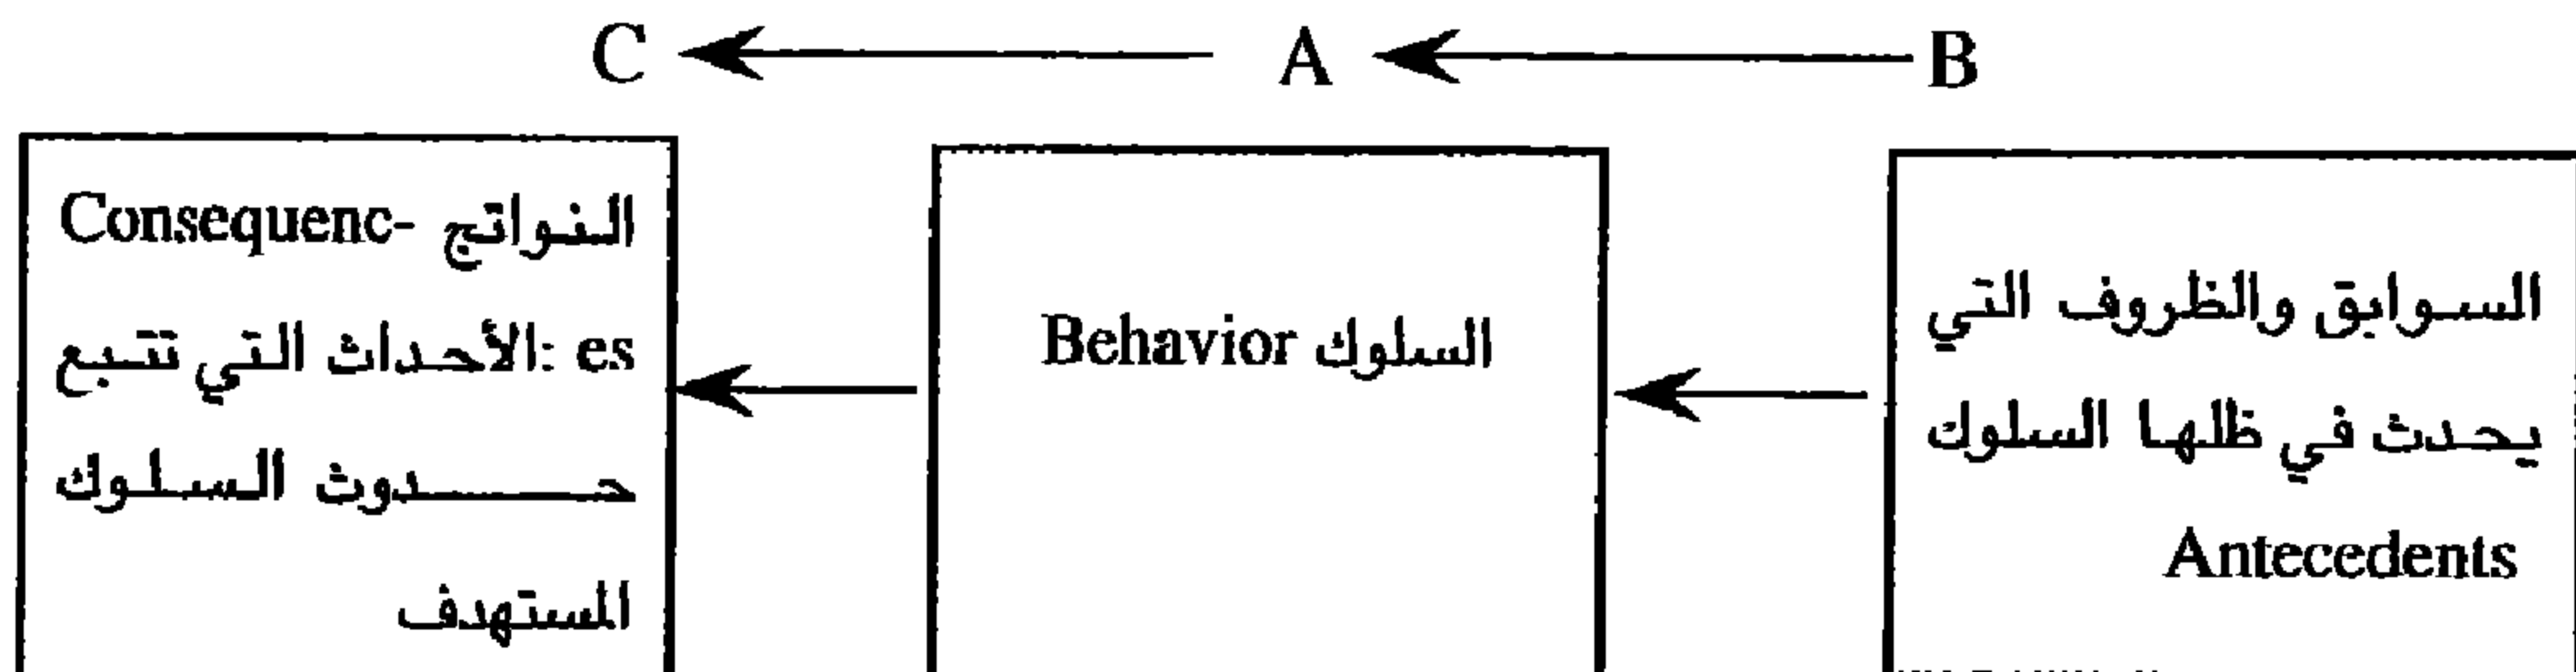 B A C
السوابق والظروف التي
يحدث في ظلها السلوك
Antecedents
السلوك Behavior
النواتج Consequenc-
es :الأحداث التي تتبع
حدوث السلوك
المستهدف